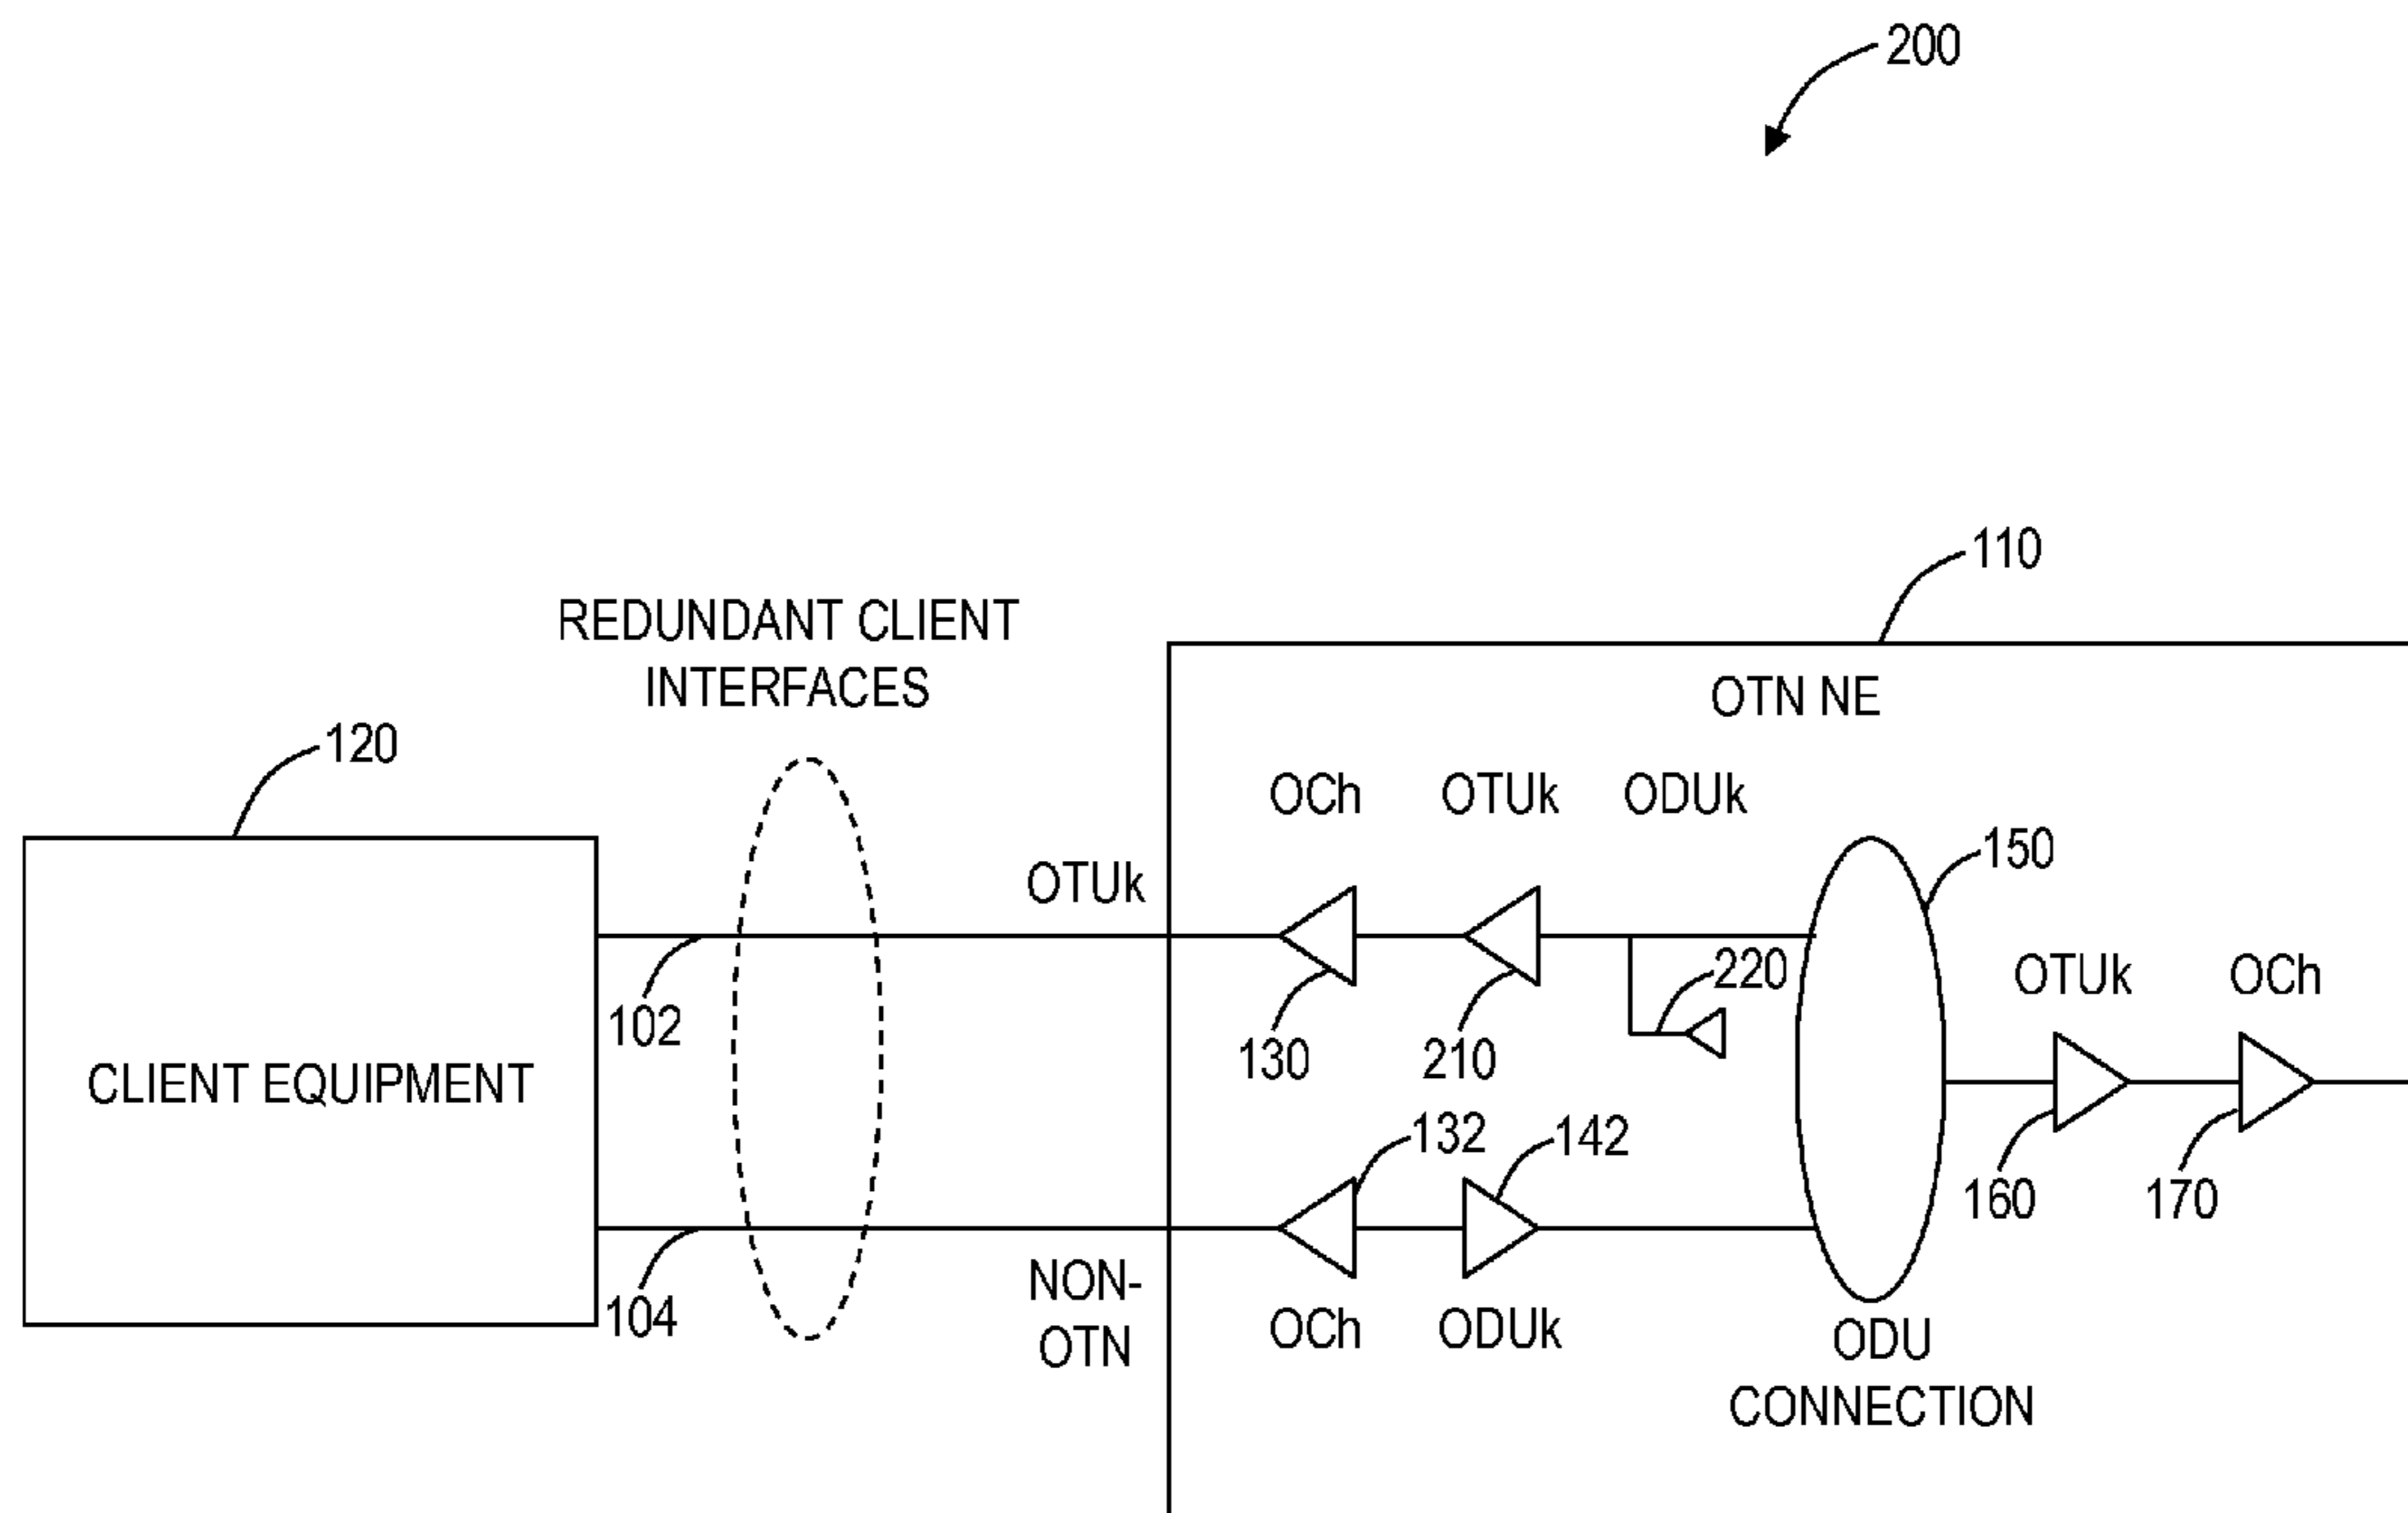 200
110
REDUNDANT CLIENT
INTERFACES
OTN NE
120
OCh
OTUk
ODUk
150
OTUk
102
130
210
220
OTUk
OCh
CLIENT EQUIPMENT
132
142
160
170
104
NON-
OTN
OCh
ODUk
ODU
CONNECTION